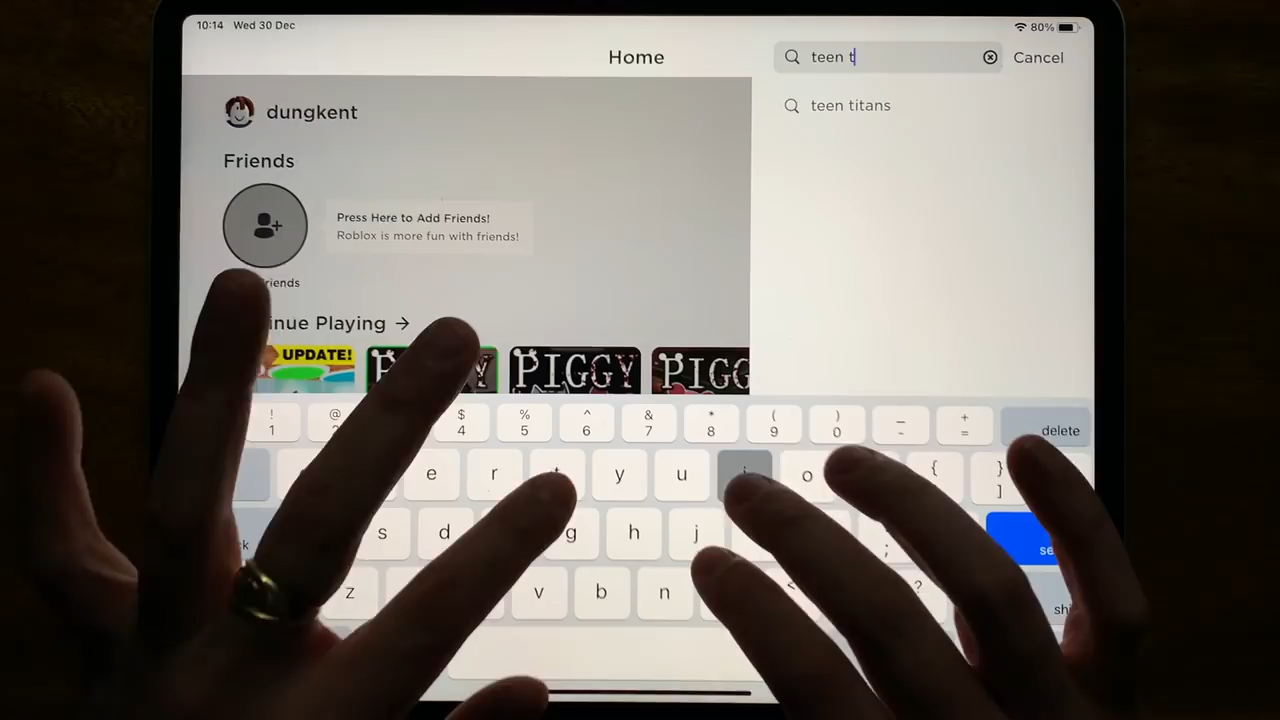 10:14 Wed 30 Dec
80%
Home
teen t
Cancel
dungkent
teen titans
Friends
Press Here to Add Friends!
Roblox is more fun with friends!
riends
inue Playing →
UPDATE!
PIGGY
PIGG
! @ $ % ^ & * ( ) _ +
1 4 5 6 7 8 9 0 - = delete
e r t y u i o { }
]
s d g h j ;
z v b n < ?